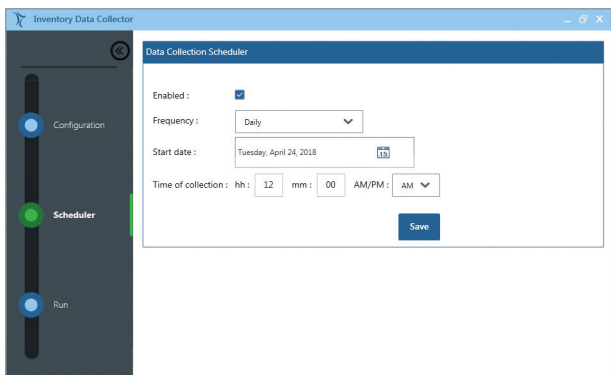 Inventory Data Collector
Data Collection Scheduler
Enabled :
Frequency : Daily
Start date : Tuesday, April 24, 2018 15
Time of collection : hh : 12 mm : 00 AM/PM : AM
Save
Configuration
Scheduler
Run